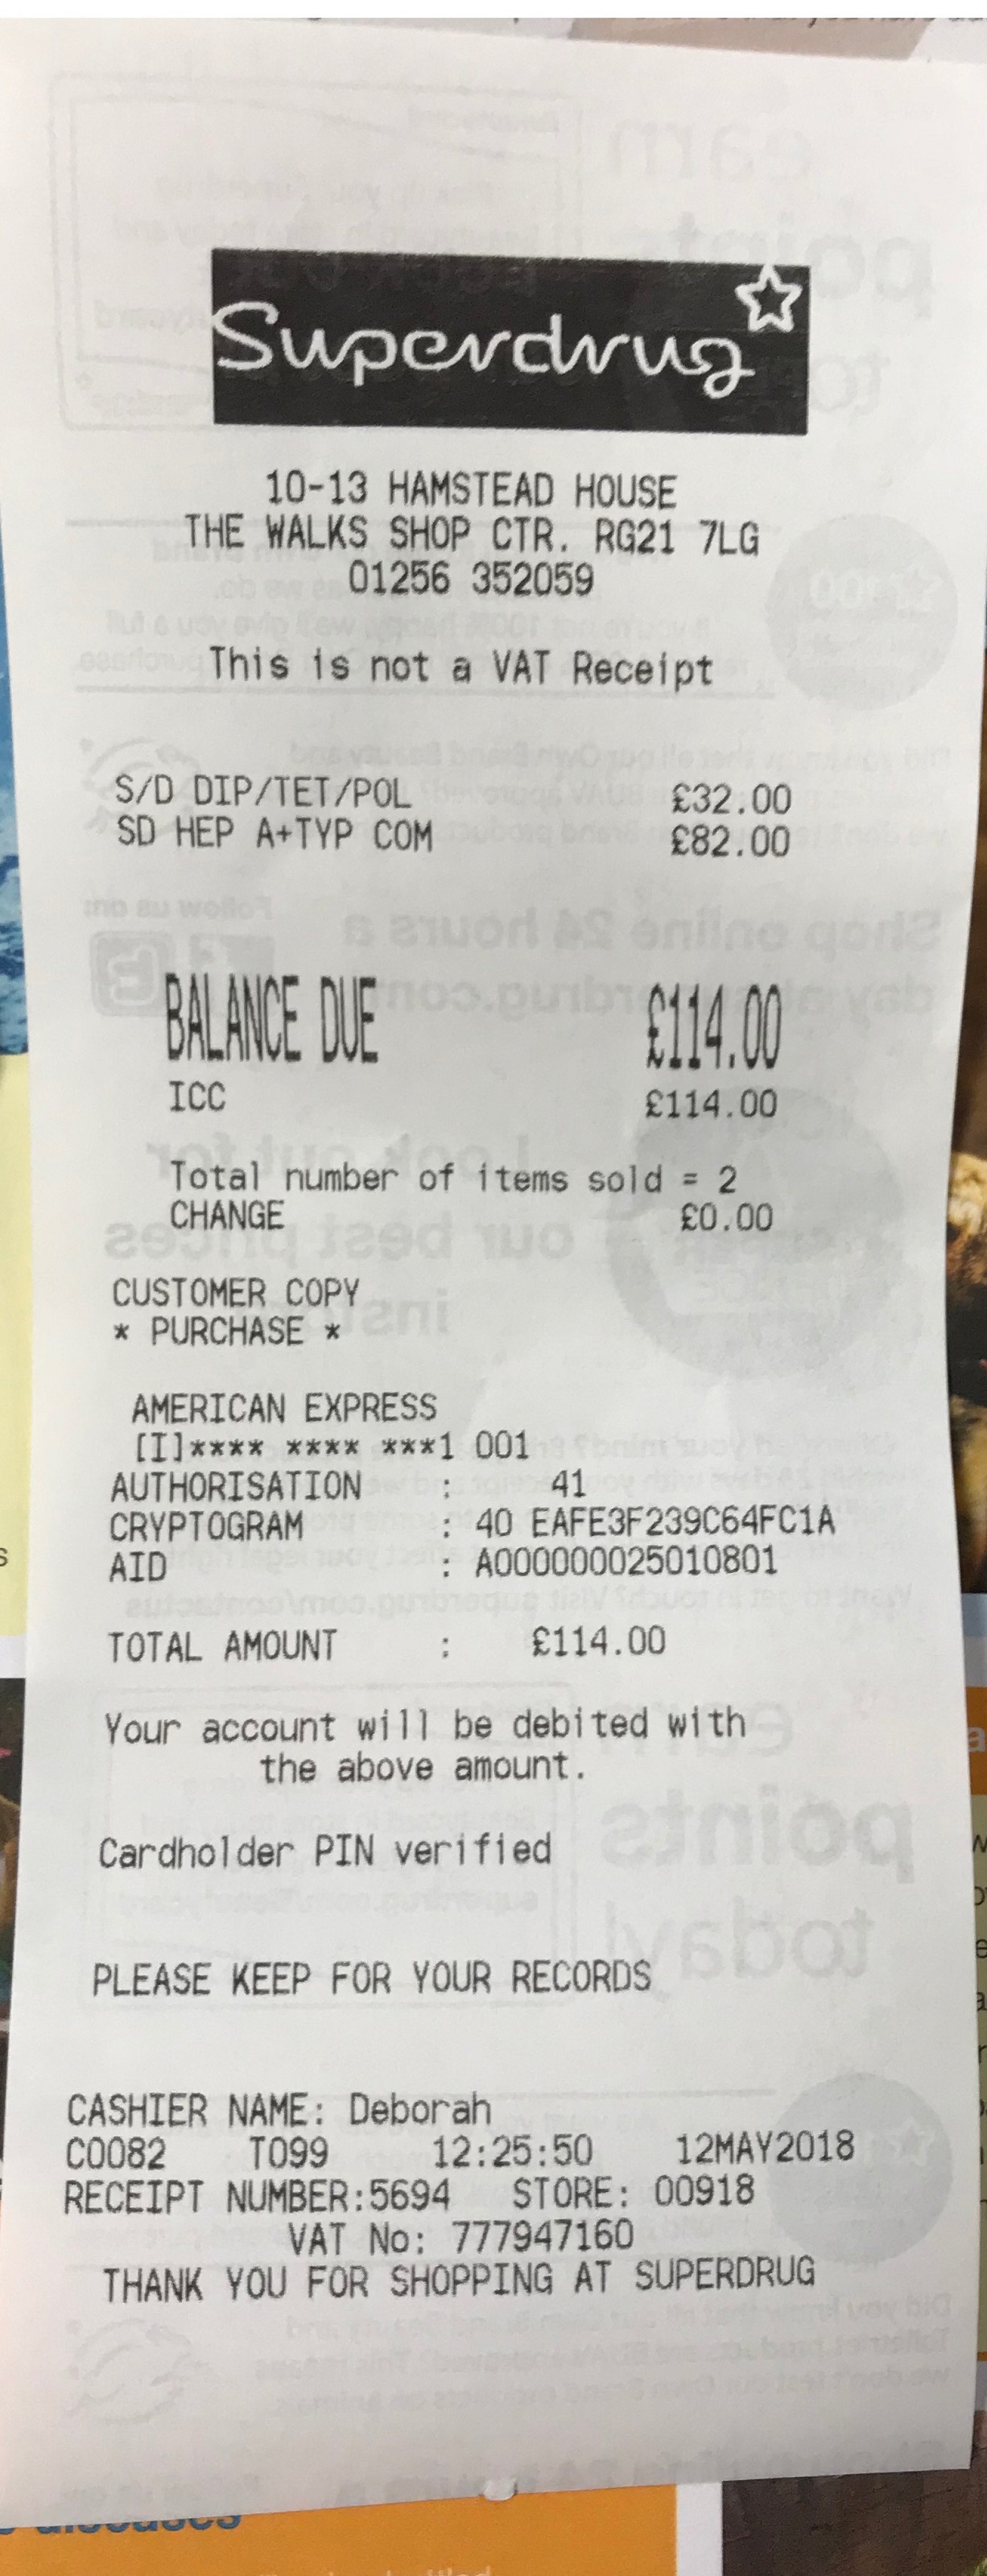 Superdrug
10-13 HAMSTEAD HOUSE
THE WALKS SHOP CTR. RG21 7LG
01256 352059
This is not a VAT Receipt
S/D DIP/TET/POL £32.00
SD HEP A+TYP COM £82.00
BALANCE DUE £114.00
ICC £114.00
Total number of items sold = 2
CHANGE £0.00
CUSTOMER COPY
* PURCHASE *
AMERICAN EXPRESS
[I]**** **** ***1 001
AUTHORISATION : 41
CRYPTOGRAM : 40 EAFE3F239C64FC1A
AID : A000000025010801
TOTAL AMOUNT : £114.00
Your account will be debited with
the above amount.
Cardholder PIN verified
PLEASE KEEP FOR YOUR RECORDS
CASHIER NAME: Deborah
C0082 T099 12:25:50 12MAY2018
RECEIPT NUMBER:5694 STORE: 00918
VAT No: 777947160
THANK YOU FOR SHOPPING AT SUPERDRUG